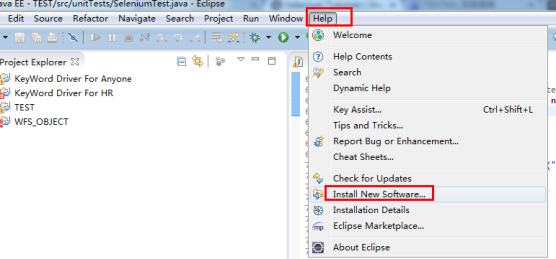 ava EE - TEST/src/unitTests/SeleniumTest.java - Eclipse
Edit Source Refactor Navigate Search Project Run Window Help
Project Explorer
KeyWord Driver For Anyone
KeyWord Driver For HR
TEST
WFS_OBJECT
Welcome
Help Contents
Search
Dynamic Help
Key Assist... Ctrl+Shift+L
Tips and Tricks...
Report Bug or Enhancement...
Cheat Sheets...
Check for Updates
Install New Software...
Installation Details
Eclipse Marketplace...
About Eclipse